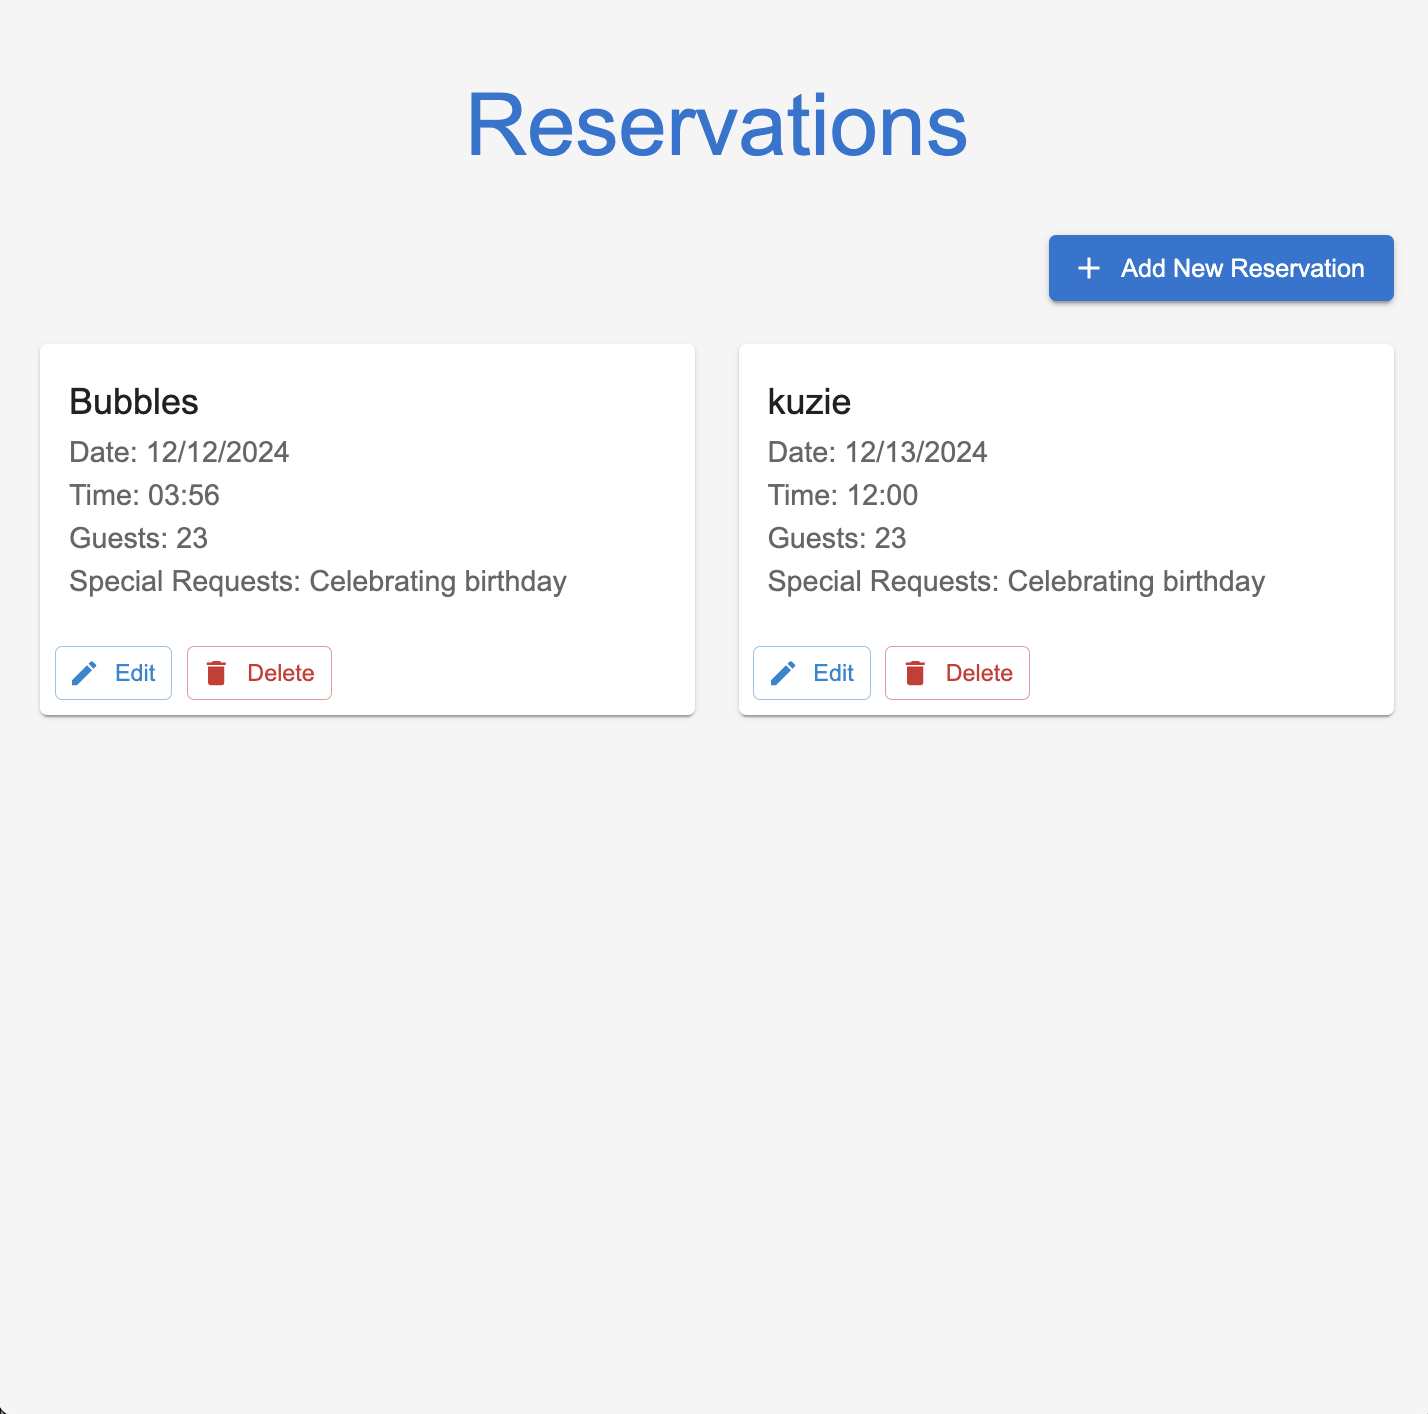 Reservations
Add New Reservation
Bubbles
Date: 12/12/2024
Time: 03:56
Guests: 23
Special Requests: Celebrating birthday
Edit
Delete
kuzie
Date: 12/13/2024
Time: 12:00
Guests: 23
Special Requests: Celebrating birthday
Edit
Delete